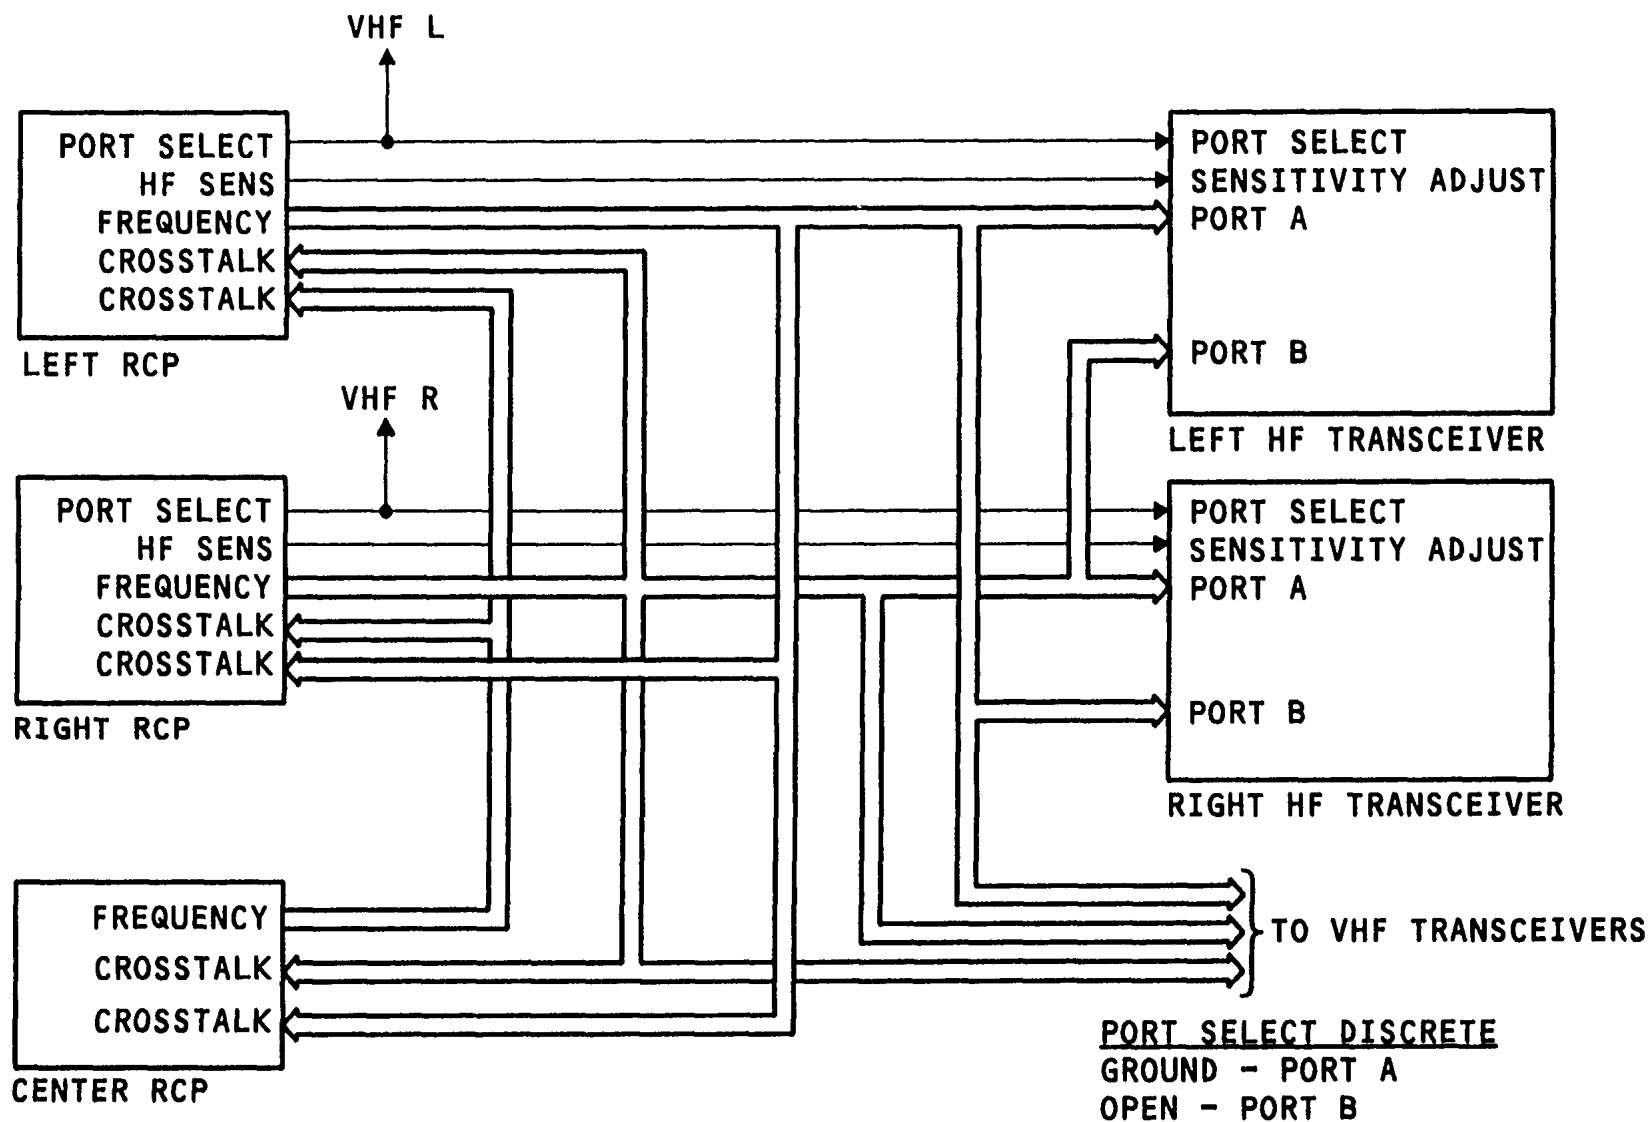 VHF L
PORT SELECT
HF SENS
FREQUENCY
CROSSTALK
CROSSTALK
LEFT RCP
PORT SELECT
SENSITIVITY ADJUST
PORT A
PORT B
LEFT HF TRANSCEIVER
VHF R
PORT SELECT
HF SENS
FREQUENCY
CROSSTALK
CROSSTALK
RIGHT RCP
PORT SELECT
SENSITIVITY ADJUST
PORT A
PORT B
RIGHT HF TRANSCEIVER
FREQUENCY
CROSSTALK
CROSSTALK
CENTER RCP
TO VHF TRANSCEIVERS
PORT SELECT DISCRETE
GROUND - PORT A
OPEN - PORT B